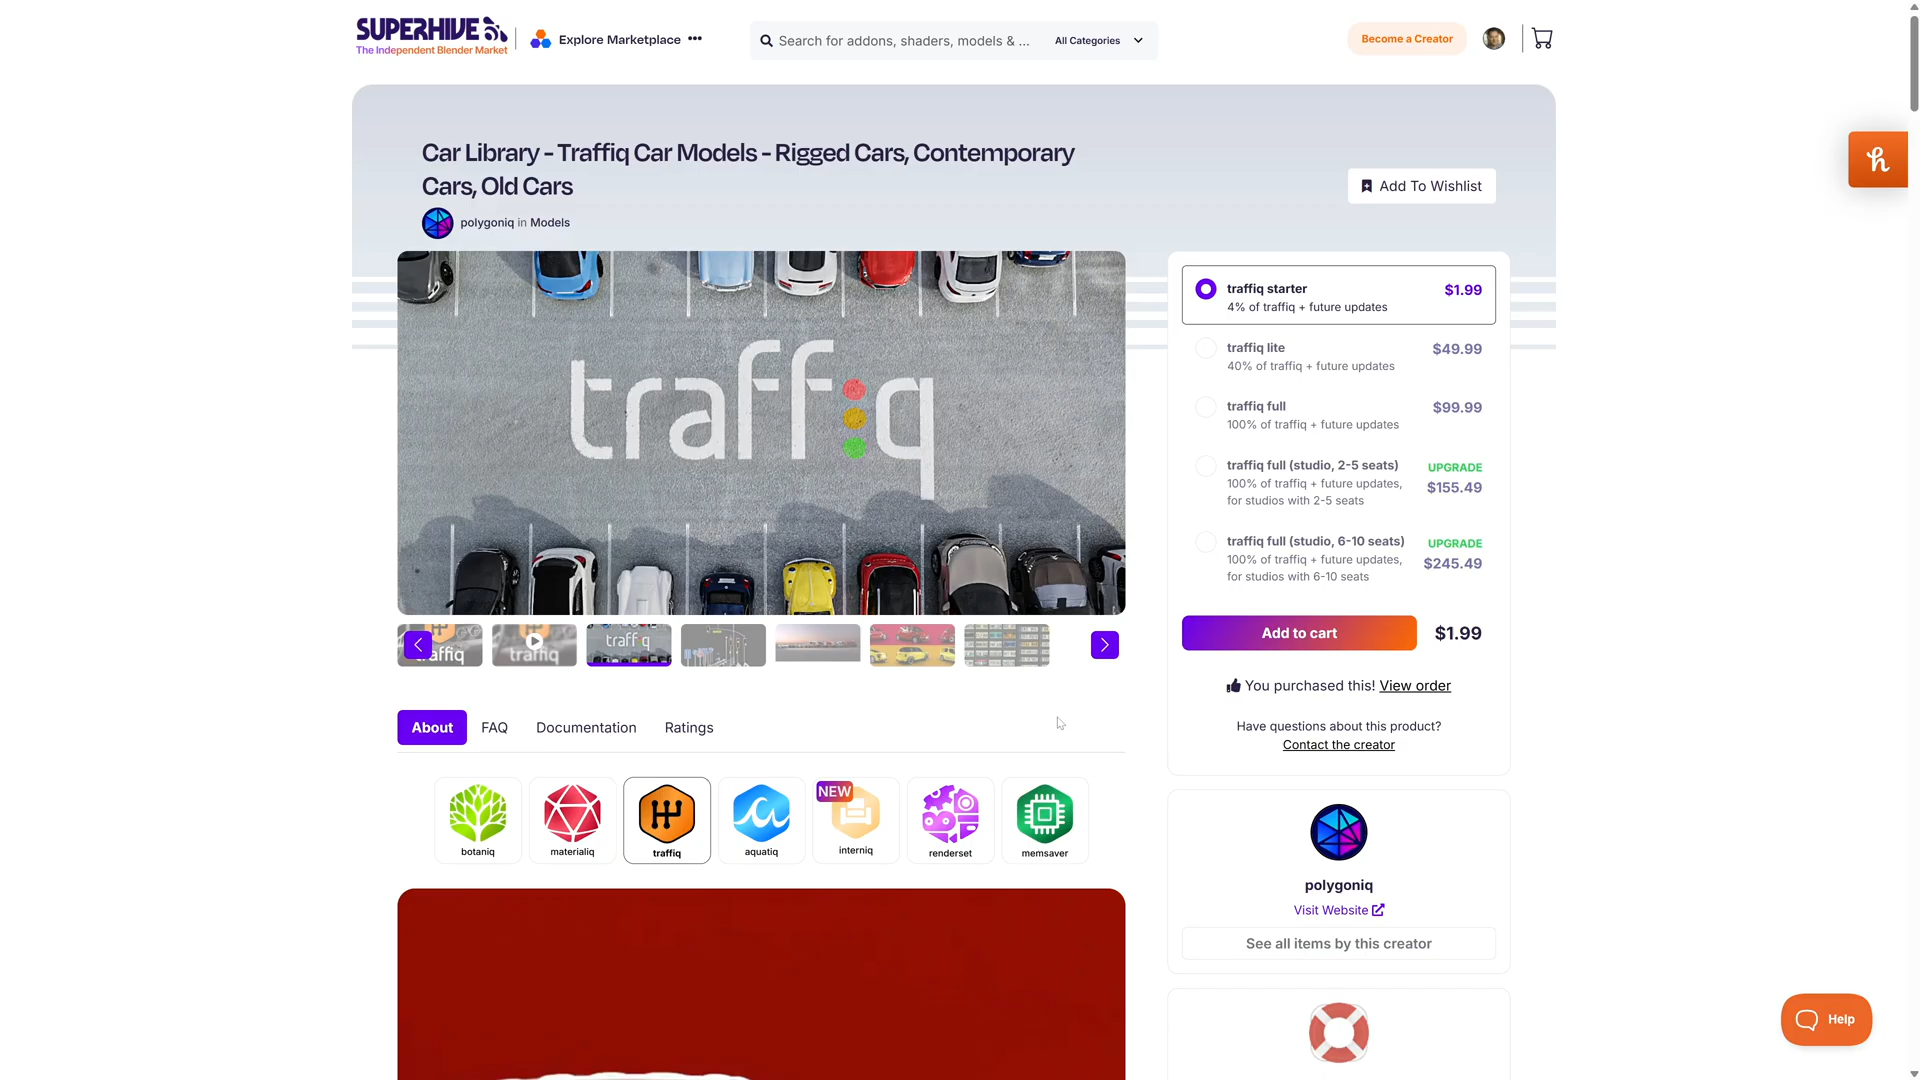 SUPERHIVE
The Independent Blender Market
Explore Marketplace •••
Search for addons, shaders, models & ...
All Categories
Become a Creator
Car Library - Traffiq Car Models - Rigged Cars, Contemporary
Cars, Old Cars
polygoniq in Models
Add To Wishlist
h
traffiq
traffiq starter
$1.99
4% of traffiq + future updates
traffiq lite
$49.99
40% of traffiq + future updates
traffiq full
$99.99
100% of traffiq + future updates
traffiq full (studio, 2-5 seats)
UPGRADE
100% of traffiq + future updates,
$155.49
for studios with 2-5 seats
traffiq full (studio, 6-10 seats)
UPGRADE
100% of traffiq + future updates,
$245.49
for studios with 6-10 seats
Add to cart
$1.99
You purchased this! View order
Have questions about this product?
Contact the creator
affiq
traffiq
traff q
About
FAQ
Documentation
Ratings
NEW
botaniq
materialiq
traffiq
aquatiq
interniq
renderset
memsaver
polygoniq
Visit Website
See all items by this creator
Help